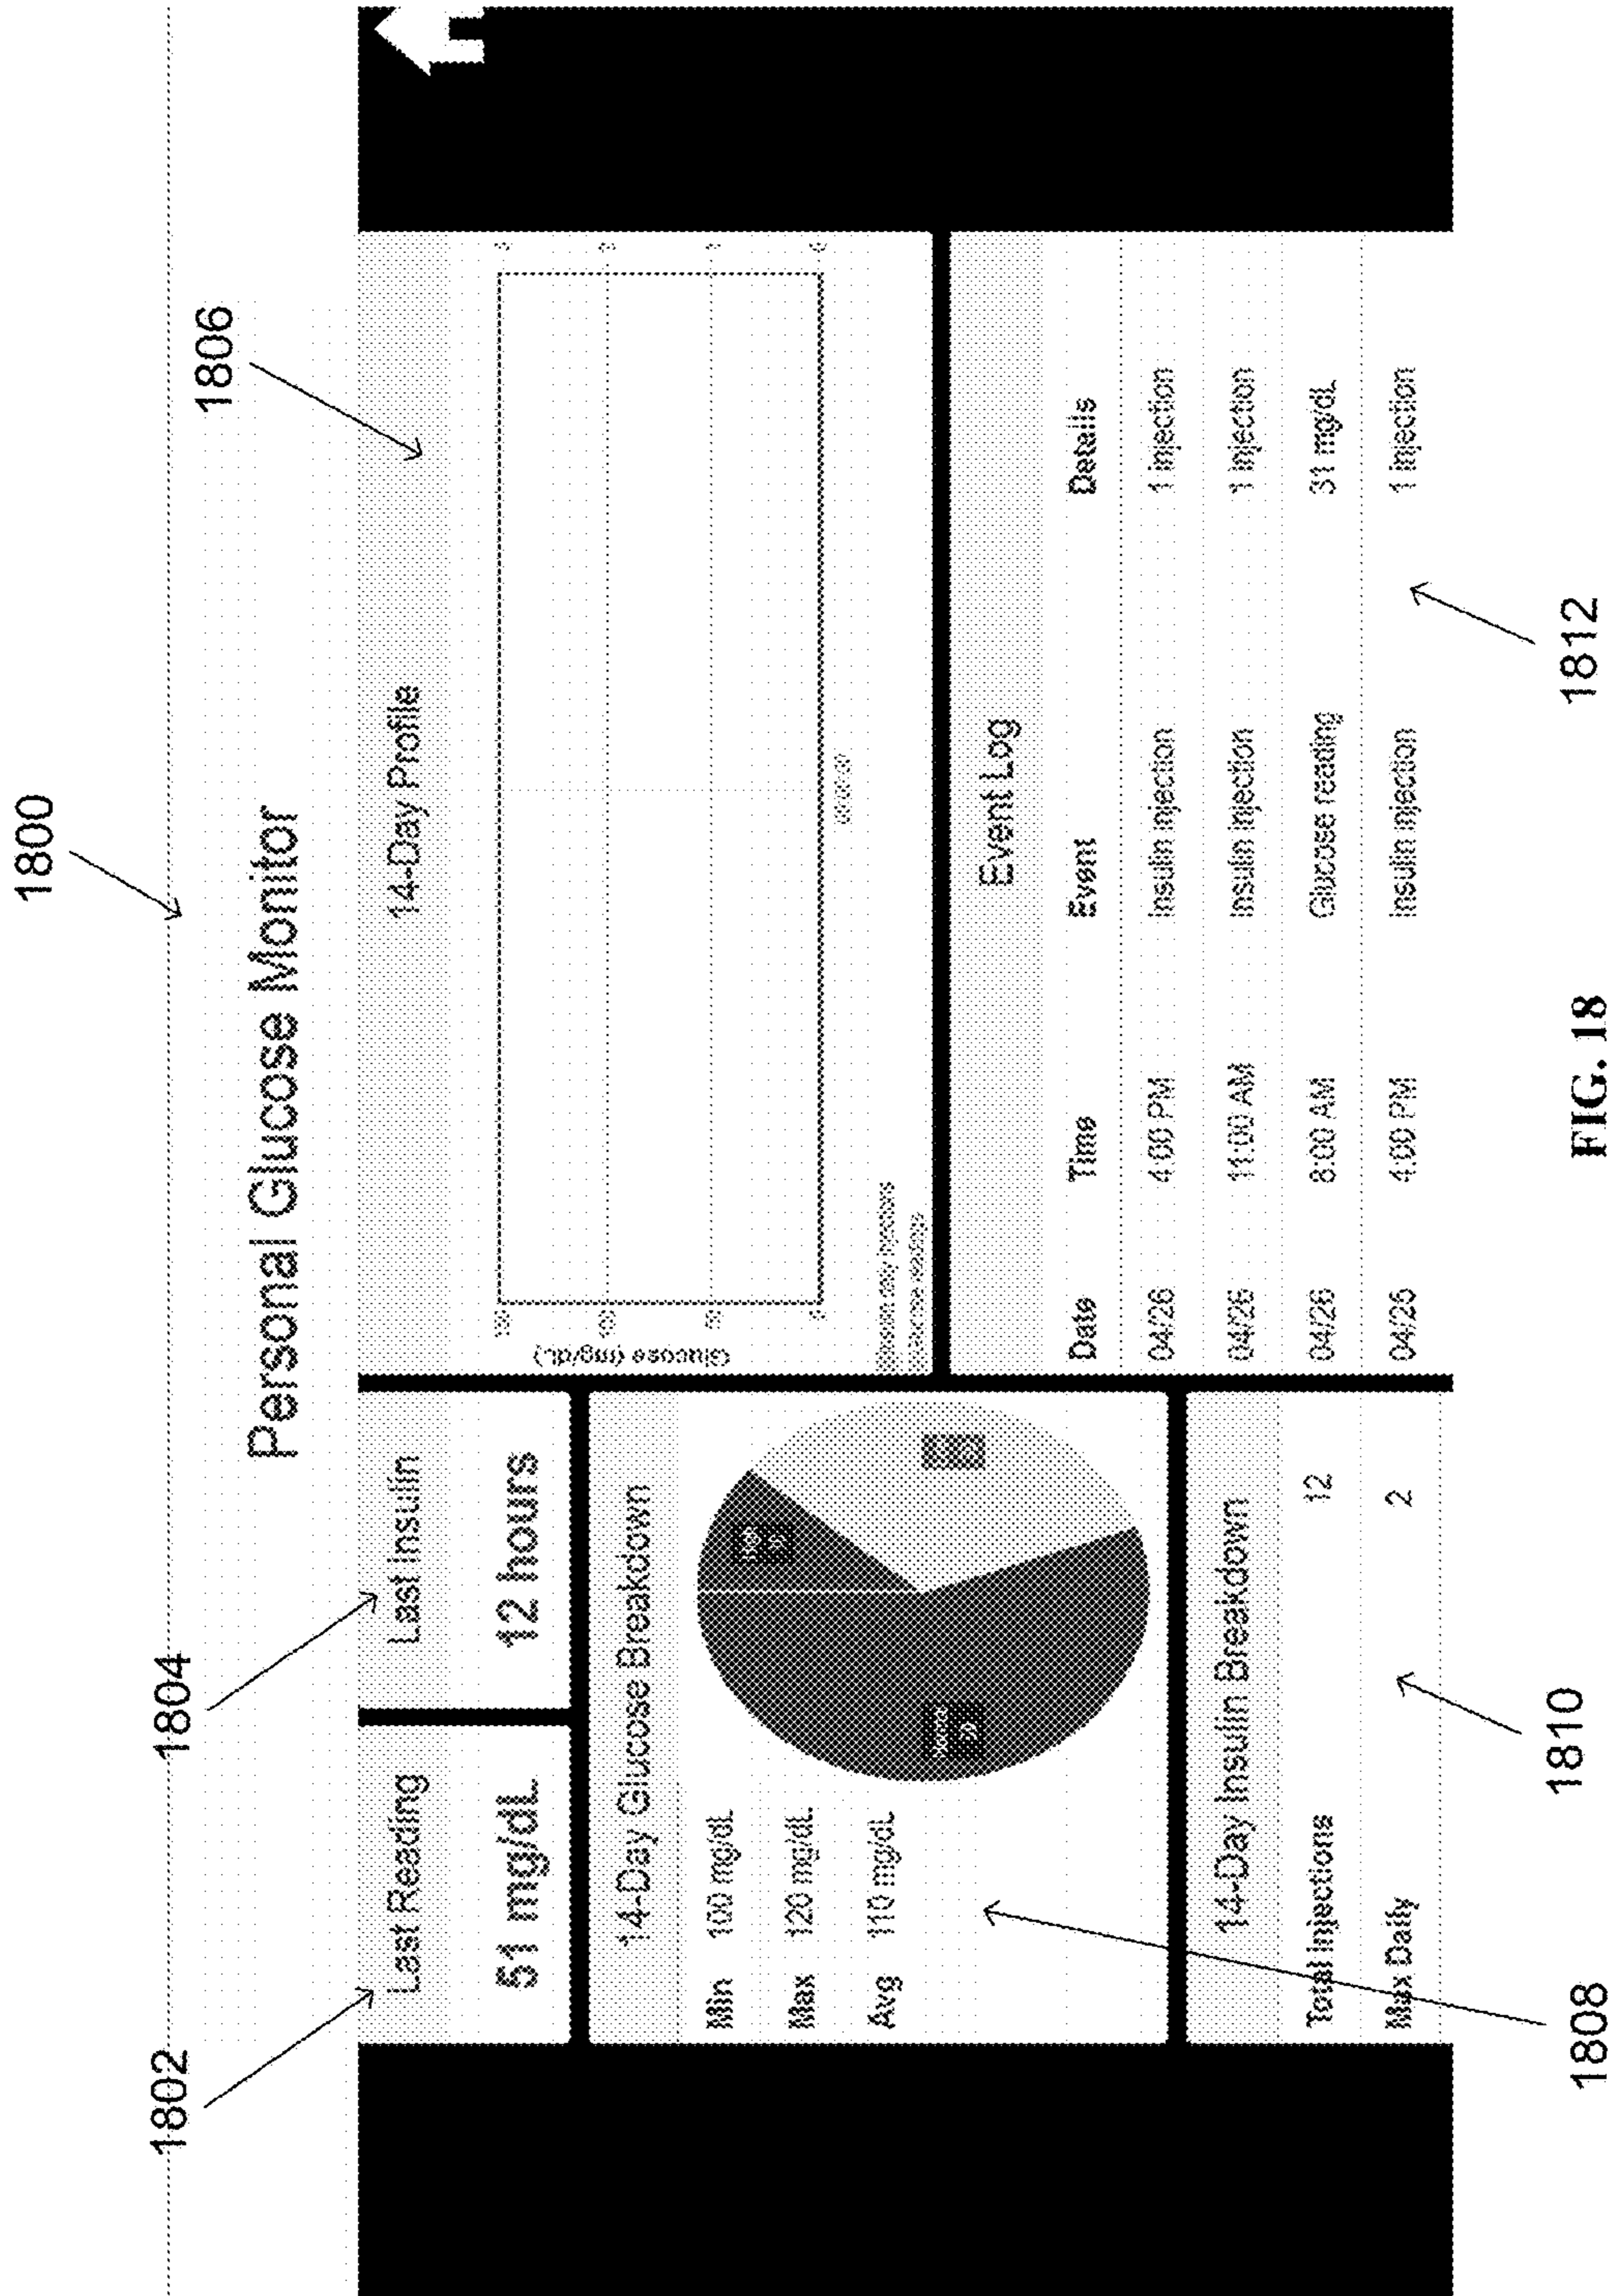 1800
Personal Glucose Monitor
1802
1804
1806
Last Reading
Last Insulin
51 mg/dL
12 hours
14-Day Profile
Glucose (mg/dL)
Glucose readings
14-Day Glucose Breakdown
Min 100 mg/dL
Max 120 mg/dL
Avg 110 mg/dL
Normal
50
1808
14-Day Insulin Breakdown
Total Injections 12
Max Daily 2
1810
Event Log
Date Time Event Details
04/26 4:00 PM Insulin injection 1 injection
04/26 11:00 AM Insulin injection 1 injection
04/26 8:00 AM Glucose reading 31 mg/dL
04/25 4:00 PM Insulin injection 1 injection
1812
FIG. 18